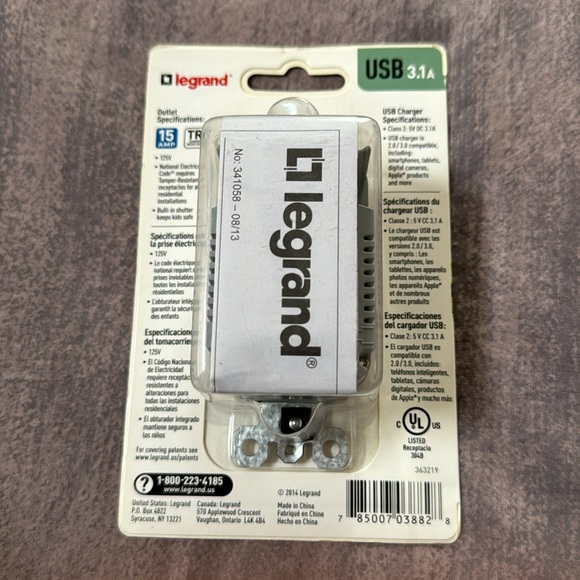 legrand®
USB 3.1A
Outlet
Specifications:
15
AMP
TR
• 125V
• National Electric
Code® requires
Tamper-Resistant
receptacles for a
residential
installations
• Built-in shutter
keeps kids safe
Spécifications
la prise électri
• 125V
• Le code électriq
national requiert
prises inviolables
toutes les install
résidentielles
• L'obturateur intég
garantit la sécurité
des enfants
Especificacione
del tomacorrie
• 125V
• El Código Naciona
de Electricidad
requiere receptác
resistentes a
alteraciones para
todas las instalaciones
residenciales
• El obturador integrado
mantiene seguros a
los niños
For covering patents see
www.legrand.us/patents
No: 341058 – 08/13
legrand®
USB Charger
Specifications:
• Class 2: 5V DC 3.1A
• USB charger is
2.0 / 3.0 compatible,
including:
smartphones, tablets,
digital cameras,
Apple® products
and more
Spécifications du
chargeur USB :
• Classe 2 : 5 V CC 3,1 A
• Le chargeur USB est
compatible avec les
versions 2.0 / 3.0,
y compris : Les
smartphones, les
tablettes, les appareils
photos numériques,
les appareils Apple®
et de nombreux
autres produits
Especificaciones
del cargador USB:
• Clase 2: 5 V CC 3.1 A
• El cargador USB es
compatible con
2.0 / 3.0, incluidos:
teléfonos inteligentes,
tabletas, cámaras
digitales, productos
de Apple® y mucho más
C UL US
LISTED
Receptacle
304B
363219
? 1-800-223-4185
www.legrand.us
United States: Legrand
P.O. Box 4822
Syracuse, NY 13221
Canada: Legrand
570 Applewood Crescent
Vaughan, Ontario L4K 4B4
© 2014 Legrand
Made in China
Fabriqué en Chine
Hecho en China
7 85007 03882 8